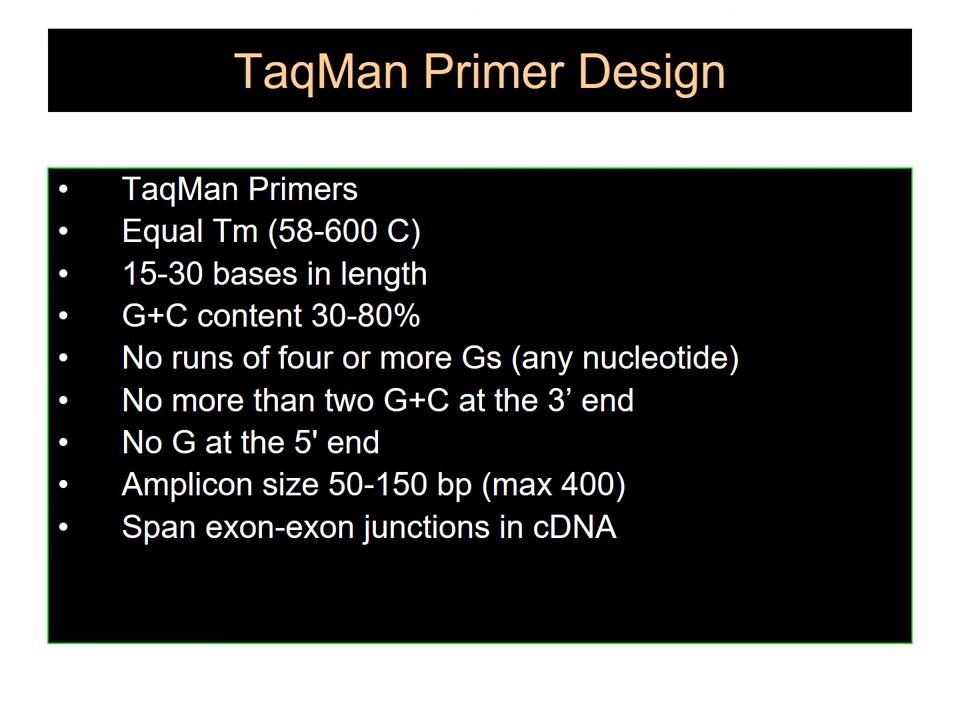 TaqMan Primer Design
• TaqMan Primers
• Equal Tm (58-600 C)
• 15-30 bases in length
• G+C content 30-80%
• No runs of four or more Gs (any nucleotide)
• No more than two G+C at the 3’ end
• No G at the 5' end
• Amplicon size 50-150 bp (max 400)
• Span exon-exon junctions in cDNA